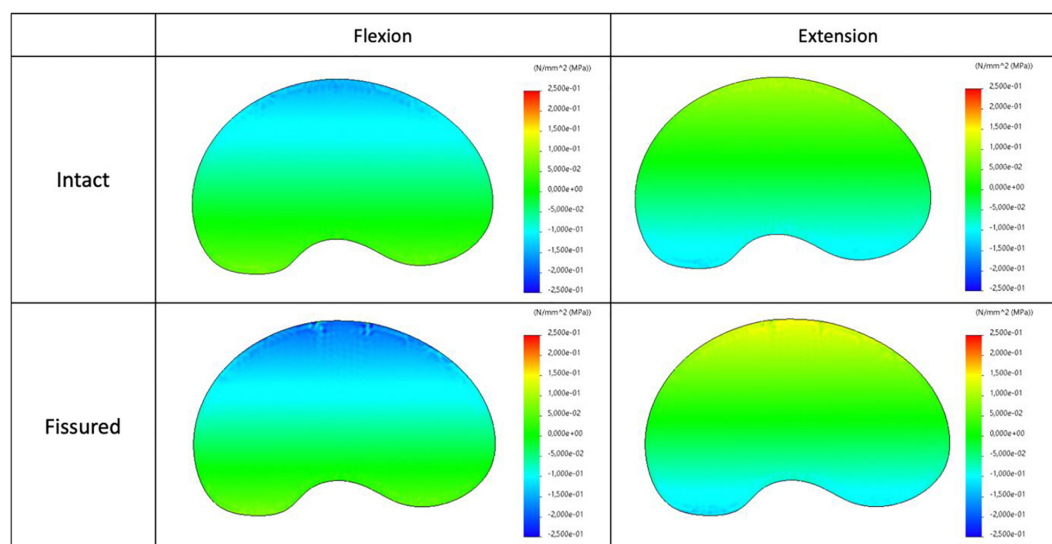 Flexion
Extension
Intact
(N/mm^2 (MPa))
2,500e-01
2,000e-01
1,500e-01
1,000e-01
5,000e-02
0,000e+00
-5,000e-02
-1,000e-01
-1,500e-01
-2,000e-01
-2,500e-01
(N/mm^2 (MPa))
2,500e-01
2,000e-01
1,500e-01
1,000e-01
5,000e-02
0,000e+00
-5,000e-02
-1,000e-01
-1,500e-01
-2,000e-01
-2,500e-01
Fissured
(N/mm^2 (MPa))
2,500e-01
2,000e-01
1,500e-01
1,000e-01
5,000e-02
0,000e+00
-5,000e-02
-1,000e-01
-1,500e-01
-2,000e-01
-2,500e-01
(N/mm^2 (MPa))
2,500e-01
2,000e-01
1,500e-01
1,000e-01
5,000e-02
0,000e+00
-5,000e-02
-1,000e-01
-1,500e-01
-2,000e-01
-2,500e-01